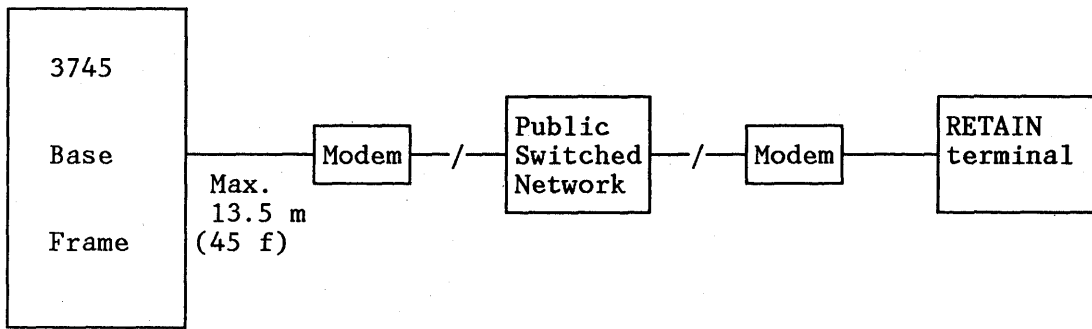 3745
Base
Frame
Max.
13.5 m
(45 f)
Modem
Public
Switched
Network
Modem
RETAIN
terminal